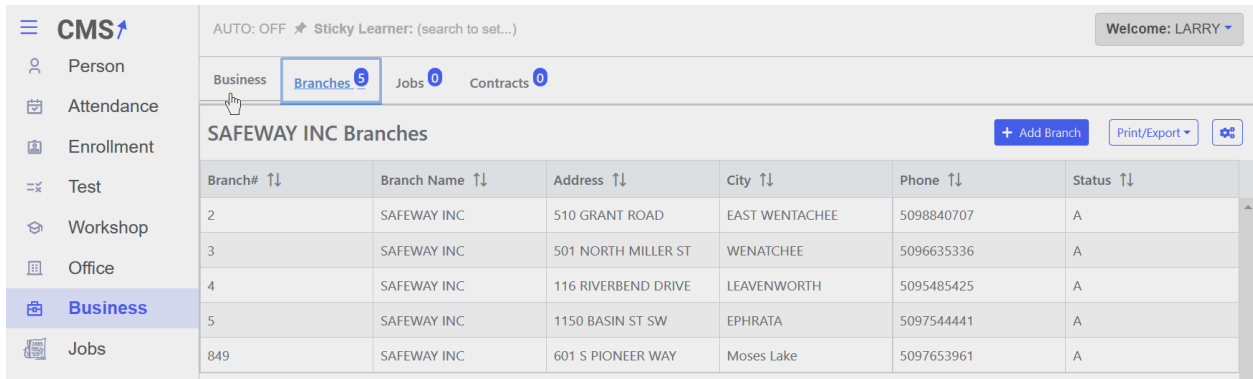 CMS
Person
Attendance
Enrollment
Test
Workshop
Office
Business
Jobs
AUTO: OFF Sticky Learner: (search to set...)
Welcome: LARRY
Business Branches 5 Jobs 0 Contracts 0
SAFEWAY INC Branches
+ Add Branch Print/Export
Branch# Branch Name Address City Phone Status
2 SAFEWAY INC 510 GRANT ROAD EAST WENTACHEE 5098840707 A
3 SAFEWAY INC 501 NORTH MILLER ST WENATCHEE 5096635336 A
4 SAFEWAY INC 116 RIVERBEND DRIVE LEAVENWORTH 5095485425 A
5 SAFEWAY INC 1150 BASIN ST SW EPHRATA 5097544441 A
849 SAFEWAY INC 601 S PIONEER WAY Moses Lake 5097653961 A